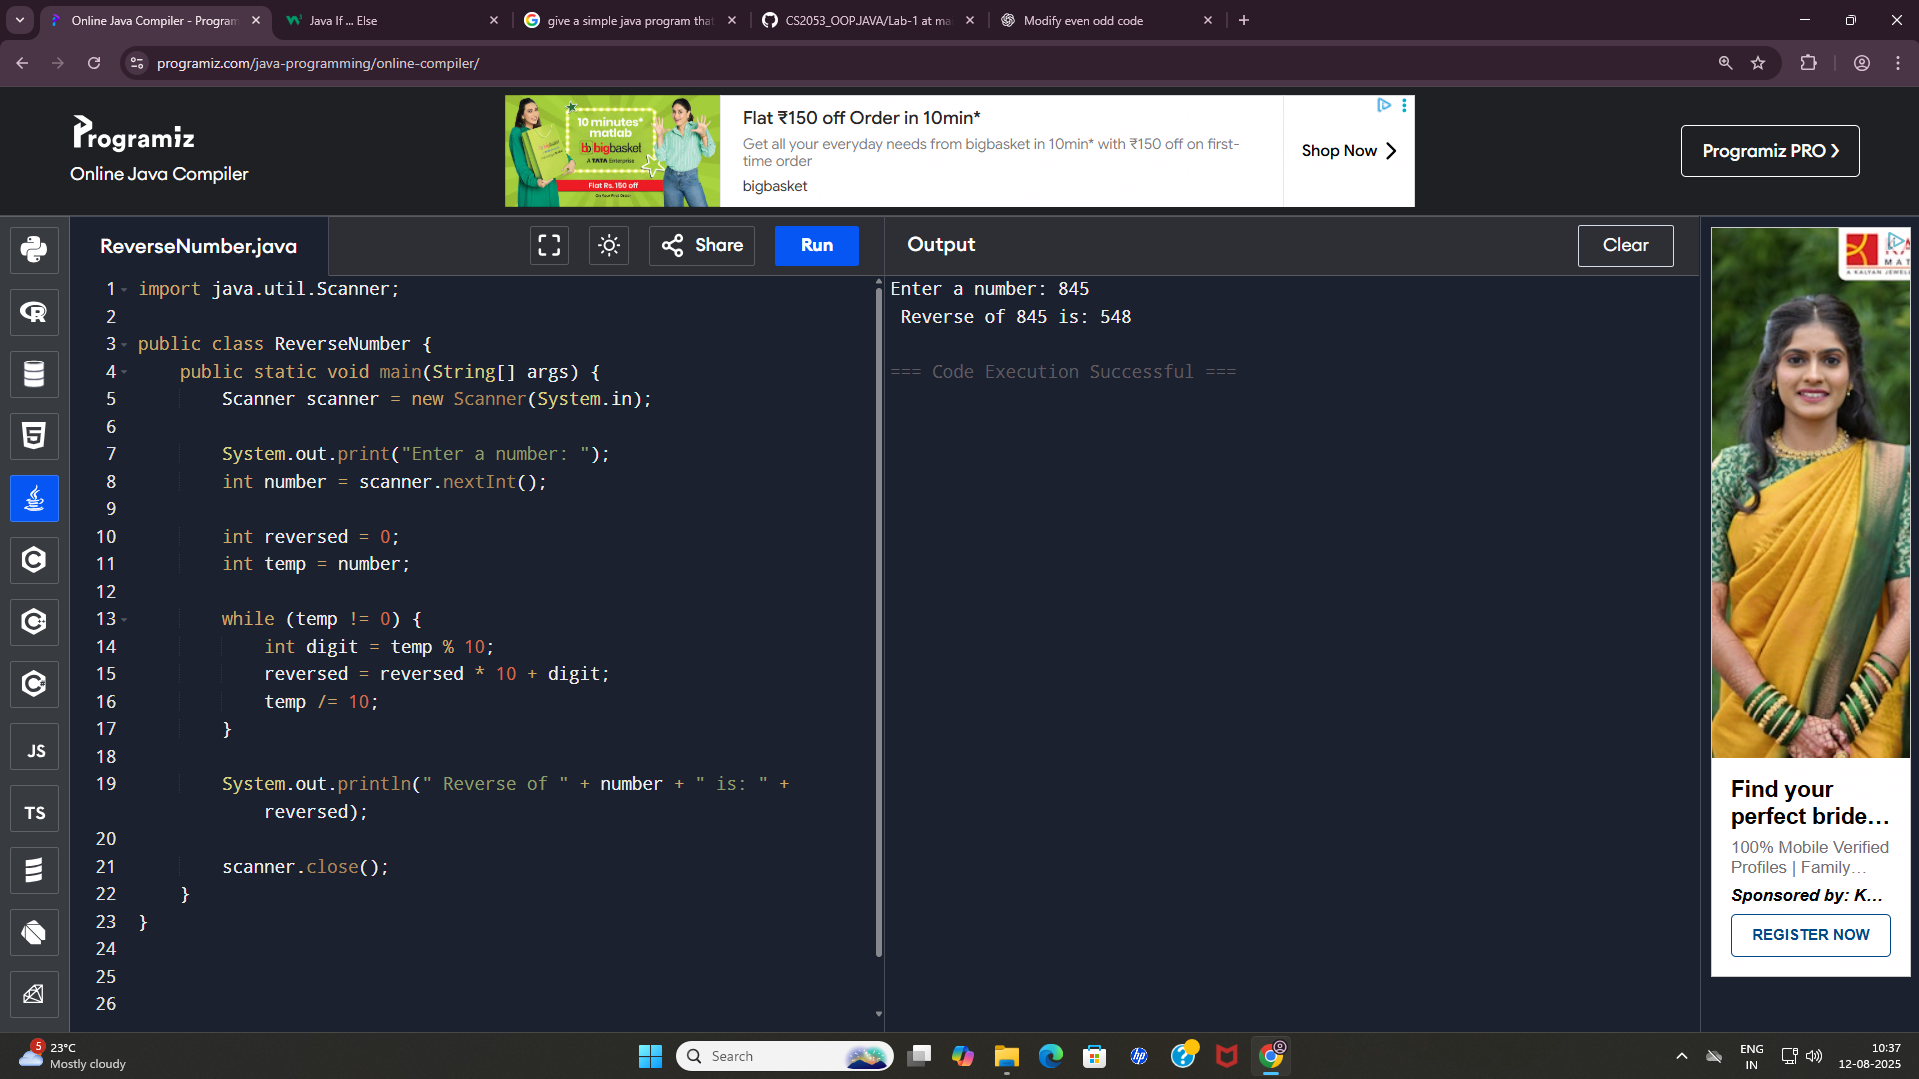 Online Java Compiler - Program
Java If ... Else
give a simple java program tha
CS2053_OOPJAVA/Lab-1 at ma
Modify even odd code
programiz.com/java-programming/online-compiler/
Programiz
Online Java Compiler
10 minutes*
matlab
bb bigbasket
A TATA Enterprise
Flat Rs.150 off
On Your First Order
Flat ₹150 off Order in 10min*
Get all your everyday needs from bigbasket in 10min* with ₹150 off on first-
time order
bigbasket
Shop Now
Programiz PRO
ReverseNumber.java
Share
Run
Output
Clear
1 import java.util.Scanner;
2
3 public class ReverseNumber {
4 public static void main(String[] args) {
5 Scanner scanner = new Scanner(System.in);
6
7 System.out.print("Enter a number: ");
8 int number = scanner.nextInt();
9
10 int reversed = 0;
11 int temp = number;
12
13 while (temp != 0) {
14 int digit = temp % 10;
15 reversed = reversed * 10 + digit;
16 temp /= 10;
17 }
18
19 System.out.println(" Reverse of " + number + " is: " +
reversed);
20
21 scanner.close();
22 }
23 }
24
25
26
Enter a number: 845
Reverse of 845 is: 548
=== Code Execution Successful ===
JS
TS
MAT
A KALYAN JEWELL
Find your
perfect bride...
100% Mobile Verified
Profiles | Family...
Sponsored by: K...
REGISTER NOW
5
23°C
Mostly cloudy
Search
hp
ENG
IN
10:37
12-08-2025